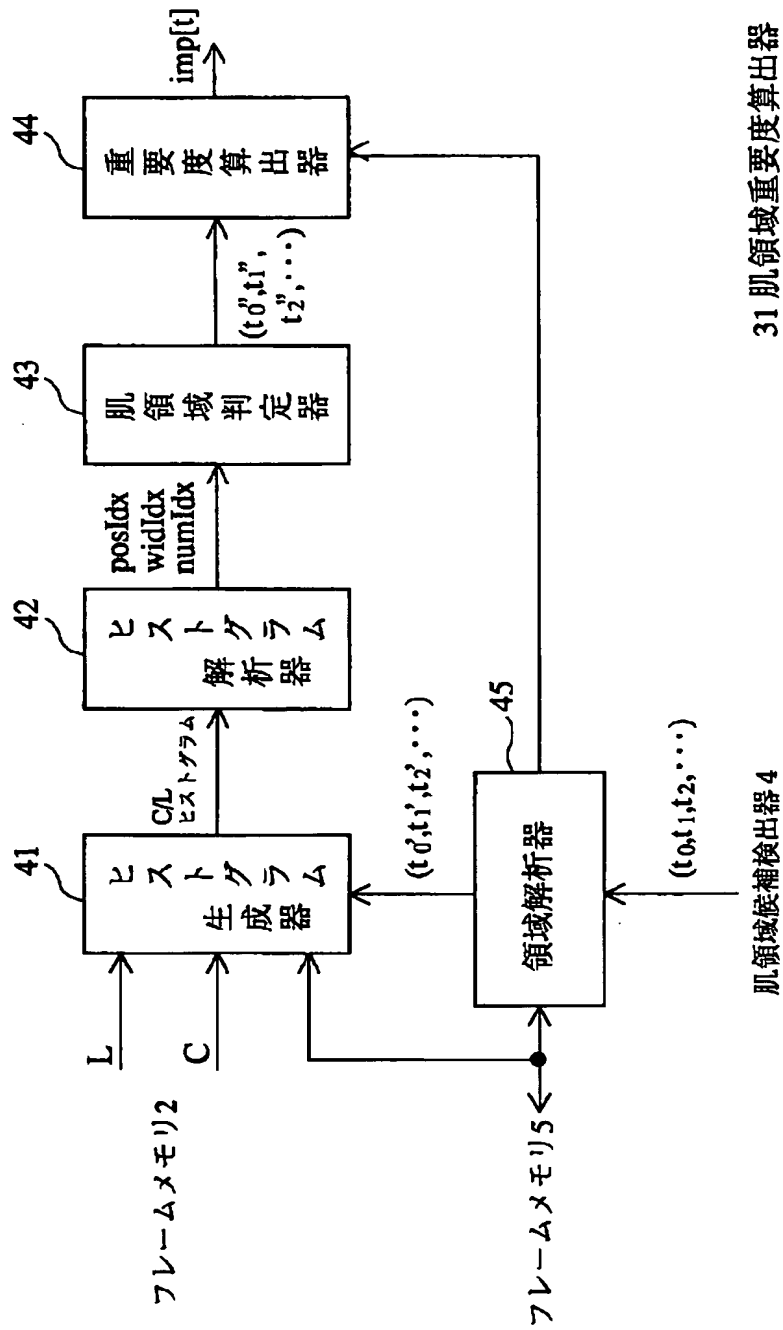 フレームメモリ2
L
C
41
ヒストグラム
生成器
C/L
ヒストグラム
42
ヒストグラム
解析器
posIdx
widIdx
numIdx
43
肌領域判定器
(t0",t1",
t2",···)
44
重要度算出器
imp[t]
フレームメモリ5
(t0',t1',t2',···)
45
領域解析器
(t0,t1,t2,···)
肌領域候補検出器4
31 肌領域重要度算出器